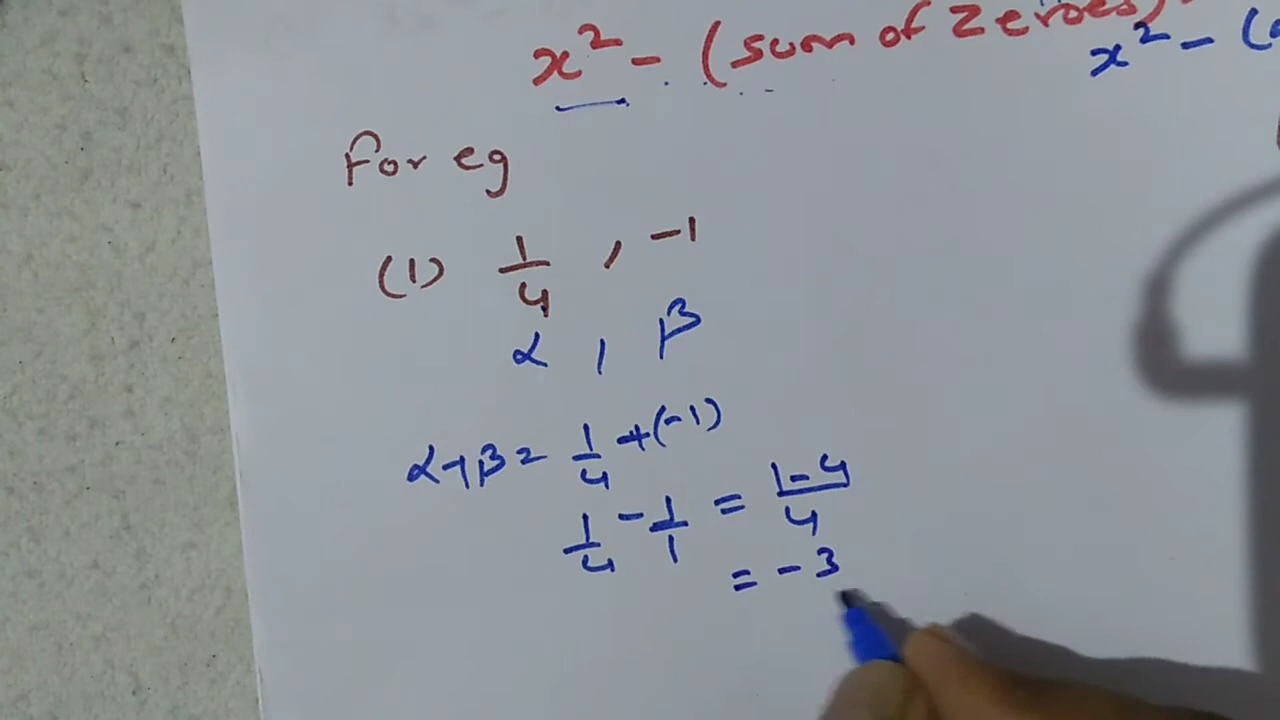 x² - (sum of zeroes)
x² - (
For eg
(1) 1/4 , -1
α , β
α+β = 1/4 + (-1)
1/4 - 1/1 = 1-4/4
= -3